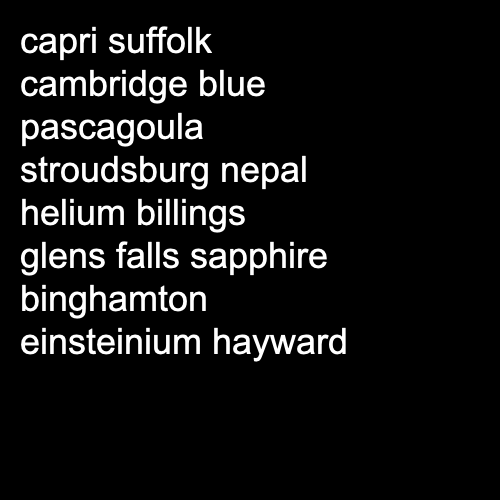 capri suffolk
cambridge blue
pascagoula
stroudsburg nepal
helium billings
glens falls sapphire
binghamton
einsteinium hayward